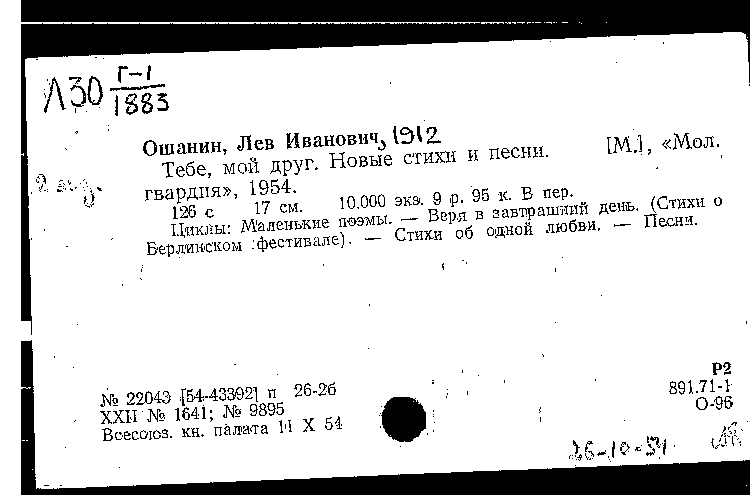 Л30 Г-1
1883
Ошанин, Лев Иванович, 1912
Тебе, мой друг. Новые стихи и песни. [М.], «Мол.
2 экз.
гвардия», 1954.
126 с 17 см. 10.000 экз. 9 р. 95 к. В пер.
Циклы: Маленькие поэмы. — Веря в завтрашний день. (Стихи о
Берлинском фестивале). — Стихи об одной любви. — Песни.
Р2
№ 22043 [54-43392] п 26-26
891.71-1
XXII № 1641; № 9895
О-96
Всесоюз. кн. палата 11 X 54
26-10-54